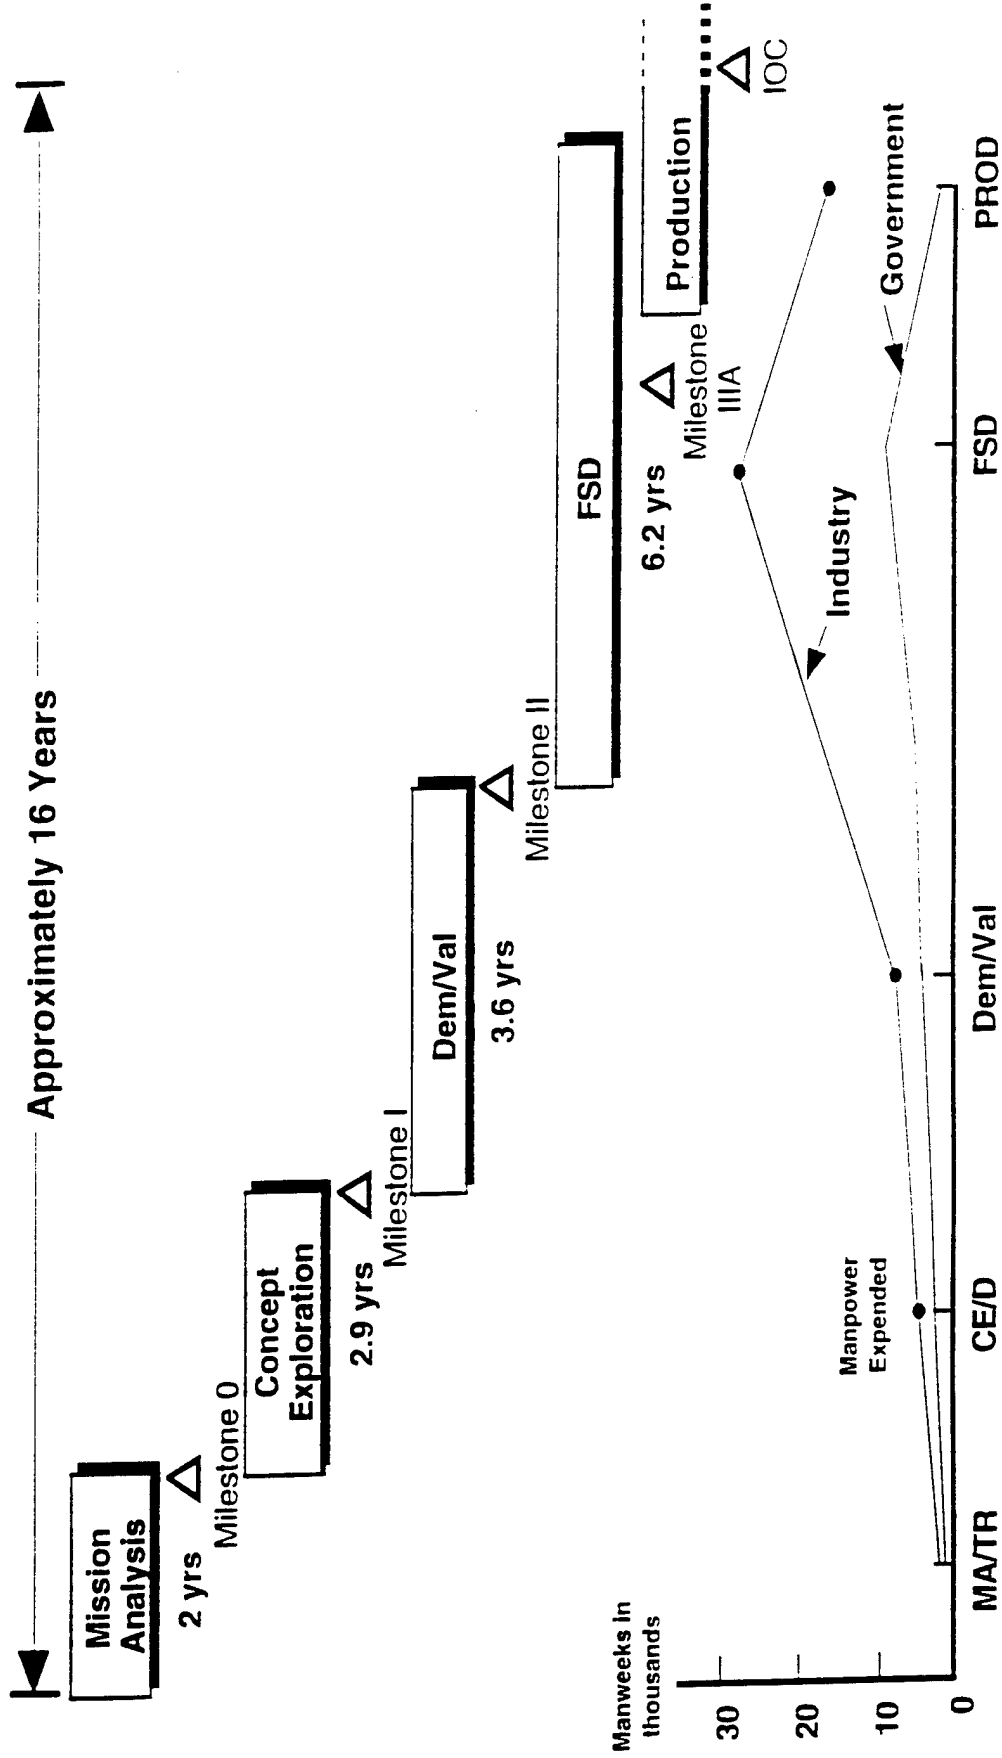 Approximately 16 Years
Mission
Analysis
2 yrs
Milestone 0
Concept
Exploration
2.9 yrs
Milestone I
Dem/Val
3.6 yrs
Milestone II
FSD
6.2 yrs
Milestone
IIIA
Production
IOC
Manweeks in
thousands
30
20
10
0
Manpower
Expended
Industry
Government
MA/TR
CE/D
Dem/Val
FSD
PROD